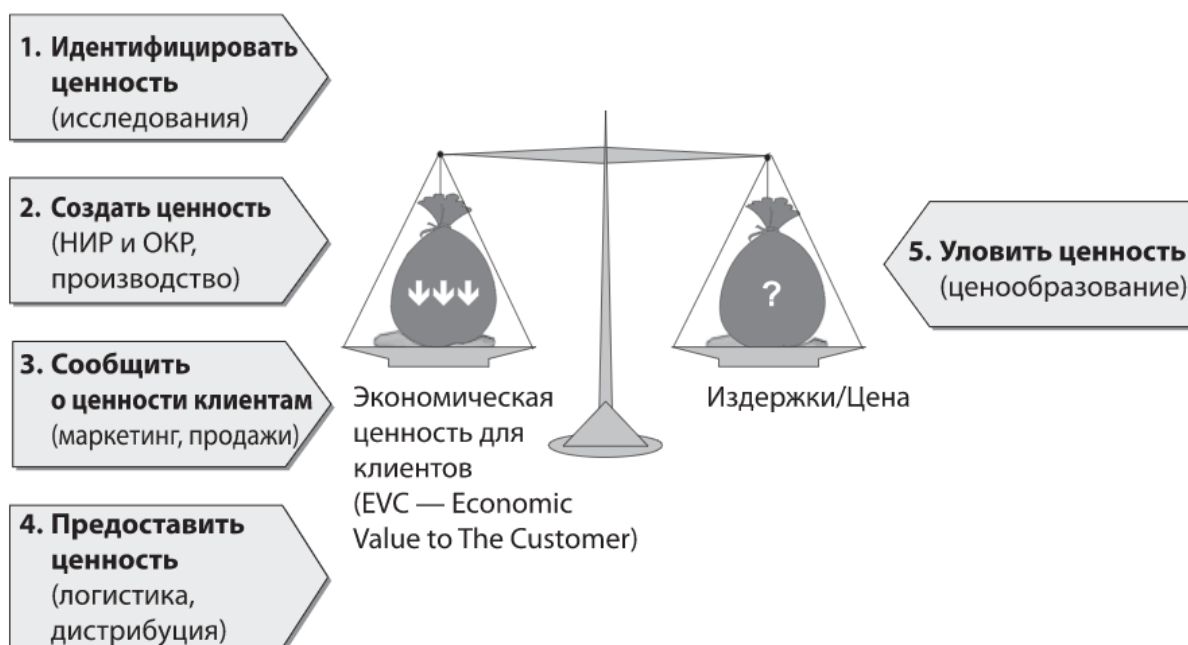 1. Идентифицировать
ценность
(исследования)
2. Создать ценность
(НИР и ОКР,
производство)
3. Сообщить
о ценности клиентам
(маркетинг, продажи)
4. Предоставить
ценность
(логистика,
дистрибуция)
?
Экономическая
ценность для
клиентов
(EVC — Economic
Value to The Customer)
Издержки/Цена
5. Уловить ценность
(ценообразование)